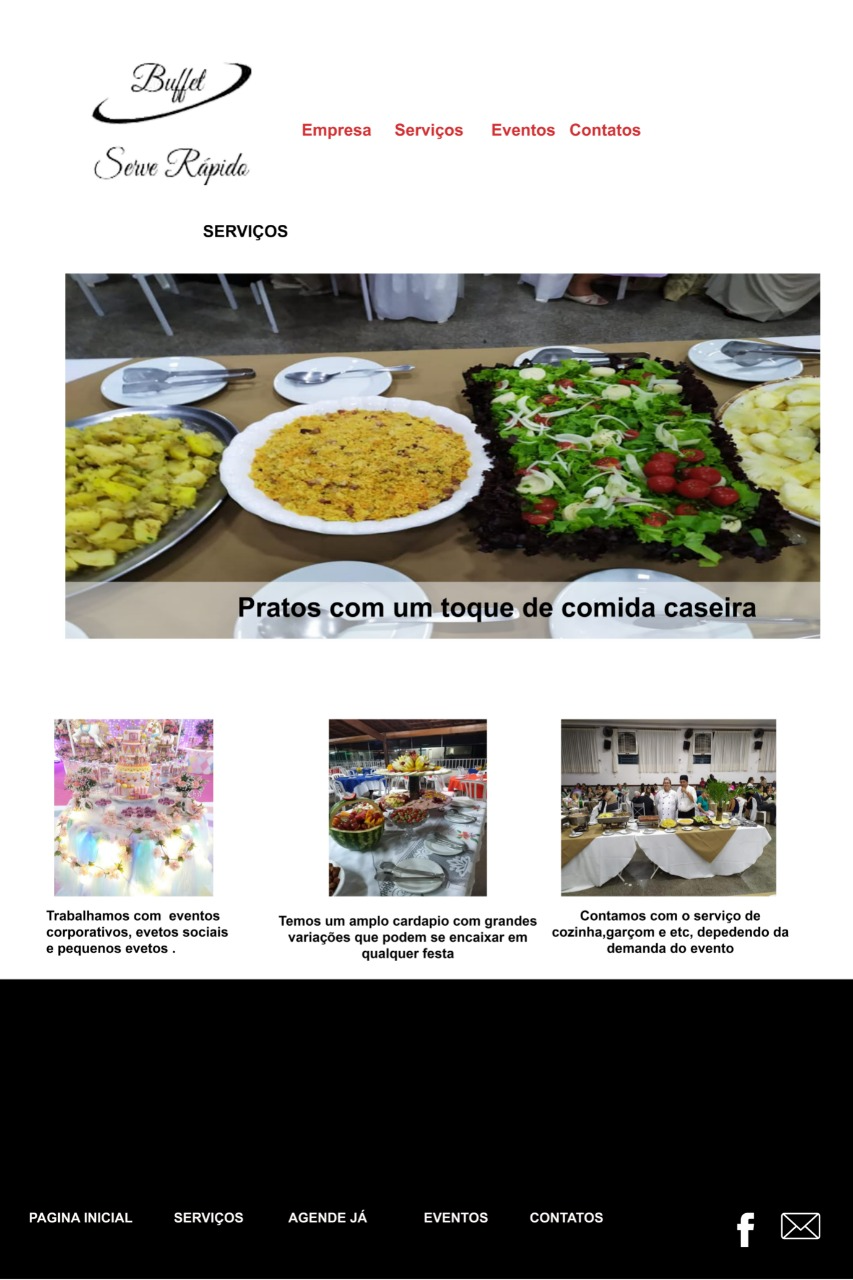 Buffet
Serve Rápido
Empresa Serviços Eventos Contatos
SERVIÇOS
Pratos com um toque de comida caseira
Trabalhamos com eventos
corporativos, evetos sociais
e pequenos evetos .
Temos um amplo cardapio com grandes
variações que podem se encaixar em
qualquer festa
Contamos com o serviço de
cozinha,garçom e etc, depedendo da
demanda do evento
PAGINA INICIAL SERVIÇOS AGENDE JÁ EVENTOS CONTATOS